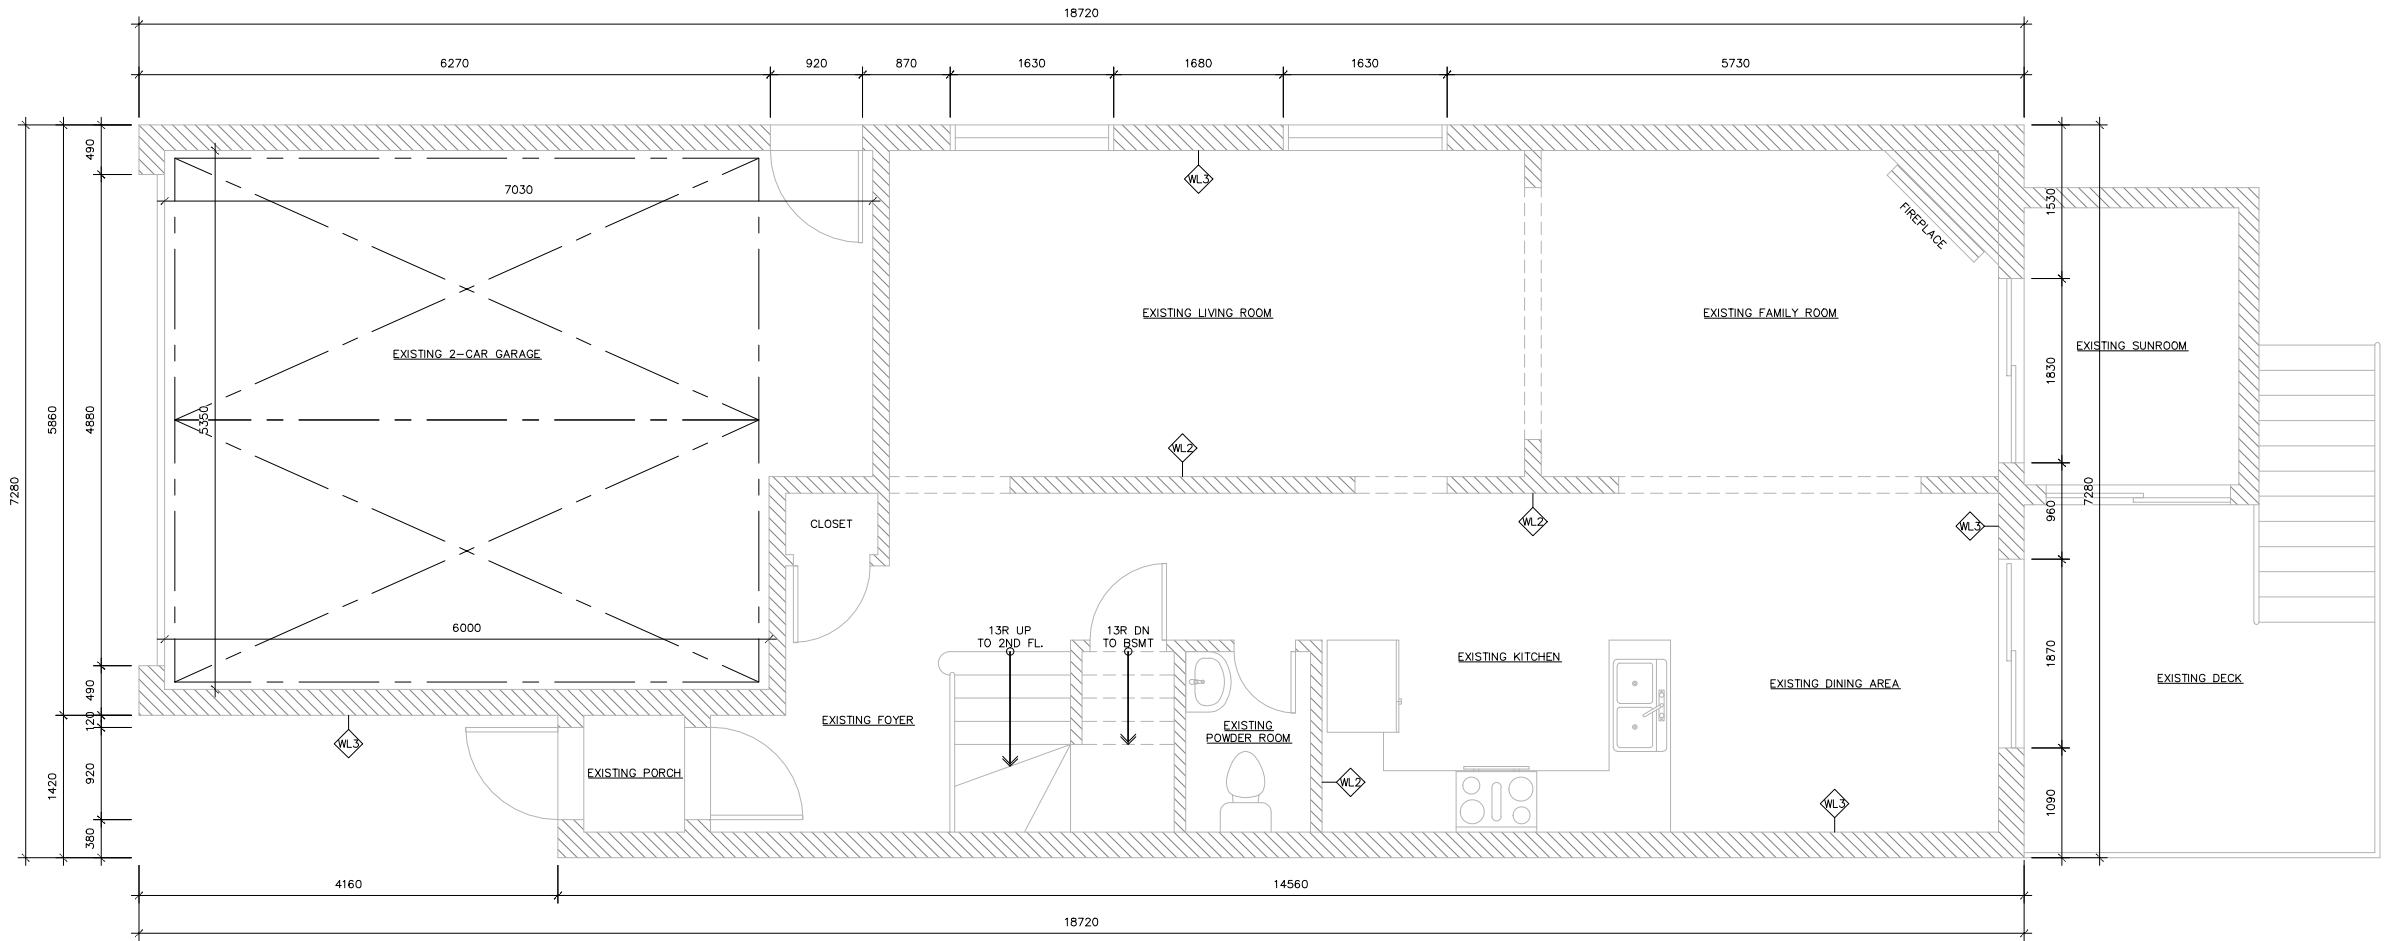 18720
6270
920
870
1630
1680
1630
5730
490
WL3
7030
1530
FIREPLACE
EXISTING LIVING ROOM
EXISTING FAMILY ROOM
EXISTING SUNROOM
EXISTING 2-CAR GARAGE
1830
5860
4880
5350
WL2
7280
7280
CLOSET
WL2
WL3
960
6000
13R UP
TO 2ND FL.
13R DN
TO BSMT
EXISTING KITCHEN
1870
EXISTING DINING AREA
EXISTING DECK
490
120
EXISTING FOYER
EXISTING
POWDER ROOM
WL3
920
1420
EXISTING PORCH
WL2
WL3
1090
380
4160
14560
18720